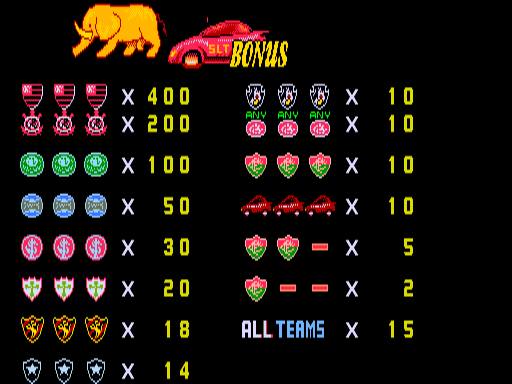 SLT
BONUS
X 400 X 10
ANY ANY ANY
X 200 X 10
X 100 X 10
X 50 X 10
X 30 X 5
X 20 X 2
X 18 ALL TEAMS X 15
X 14